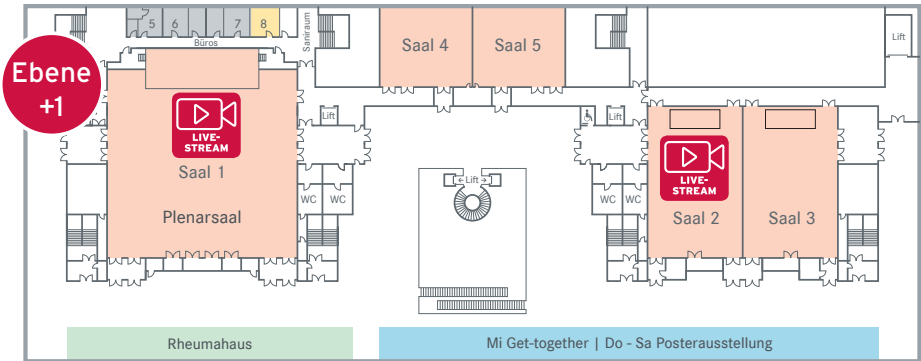 5 6 7 8
Büros
Saniraum
Saal 4
Saal 5
Lift
Ebene
+1
LIVE-
STREAM
Saal 1
Plenarsaal
Lift
WC WC
← Lift →
Lift
WC WC
LIVE-
STREAM
Saal 2
Saal 3
Rheumahaus
Mi Get-together | Do - Sa Posterausstellung